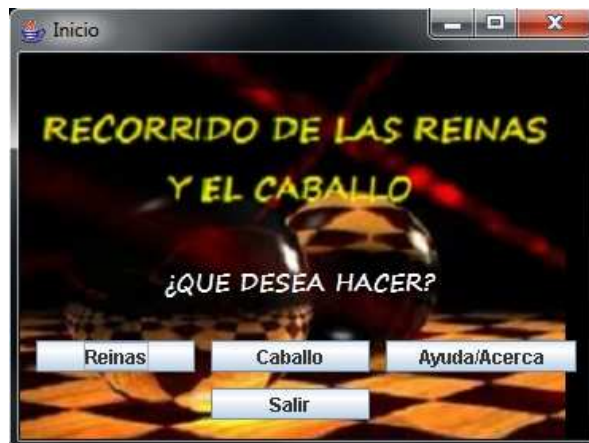 Inicio
RECORRIDO DE LAS REINAS
Y EL CABALLO
¿QUE DESEA HACER?
Reinas Caballo Ayuda/Acerca
Salir